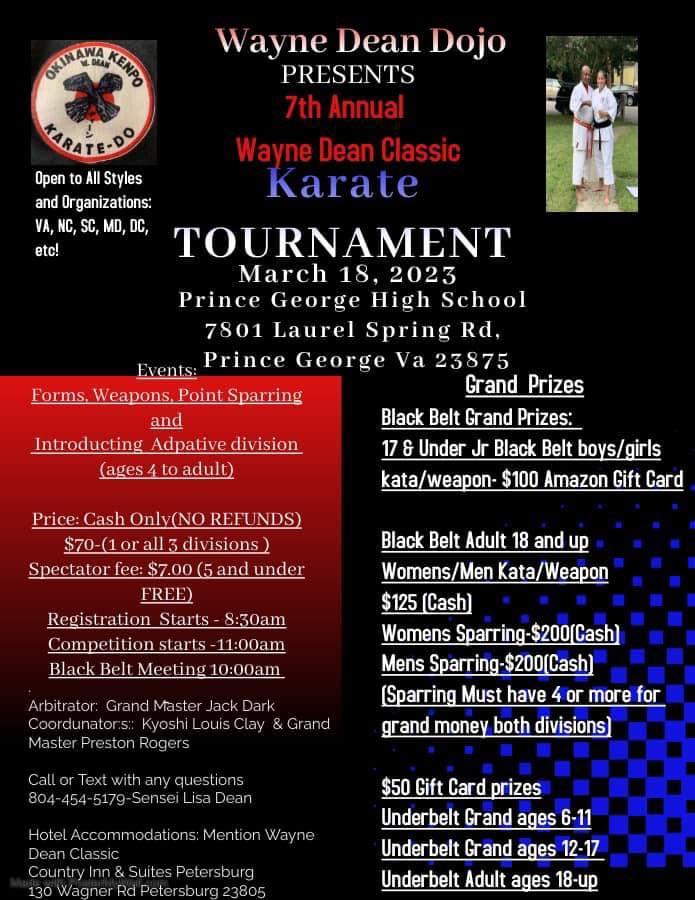 Wayne Dean Dojo
PRESENTS
7th Annual
Wayne Dean Classic
Karate
TOURNAMENT
March 18, 2023
Prince George High School
7801 Laurel Spring Rd,
Prince George Va 23875
OKINAWA KENPO
W. DEAN
KARATE-DO
Open to All Styles
and Organizations:
VA, NC, SC, MD, DC,
etc!
Events:
Forms, Weapons, Point Sparring
and
Introducting Adpative division
(ages 4 to adult)
Price: Cash Only(NO REFUNDS)
$70-(1 or all 3 divisions )
Spectator fee: $7.00 (5 and under
FREE)
Registration Starts - 8:30am
Competition starts -11:00am
Black Belt Meeting 10:00am
.
Arbitrator: Grand Master Jack Dark
Coordunator:s:: Kyoshi Louis Clay & Grand
Master Preston Rogers
Call or Text with any questions
804-454-5179-Sensei Lisa Dean
Hotel Accommodations: Mention Wayne
Dean Classic
Country Inn & Suites Petersburg
130 Wagner Rd Petersburg 23805
Grand Prizes
Black Belt Grand Prizes:
17 & Under Jr Black Belt boys/girls
kata/weapon- $100 Amazon Gift Card
Black Belt Adult 18 and up
Womens/Men Kata/Weapon
$125 (Cash)
Womens Sparring-$200(Cash)
Mens Sparring-$200(Cash)
(Sparring Must have 4 or more for
grand money both divisions)
$50 Gift Card prizes
Underbelt Grand ages 6-11
Underbelt Grand ages 12-17
Underbelt Adult ages 18-up